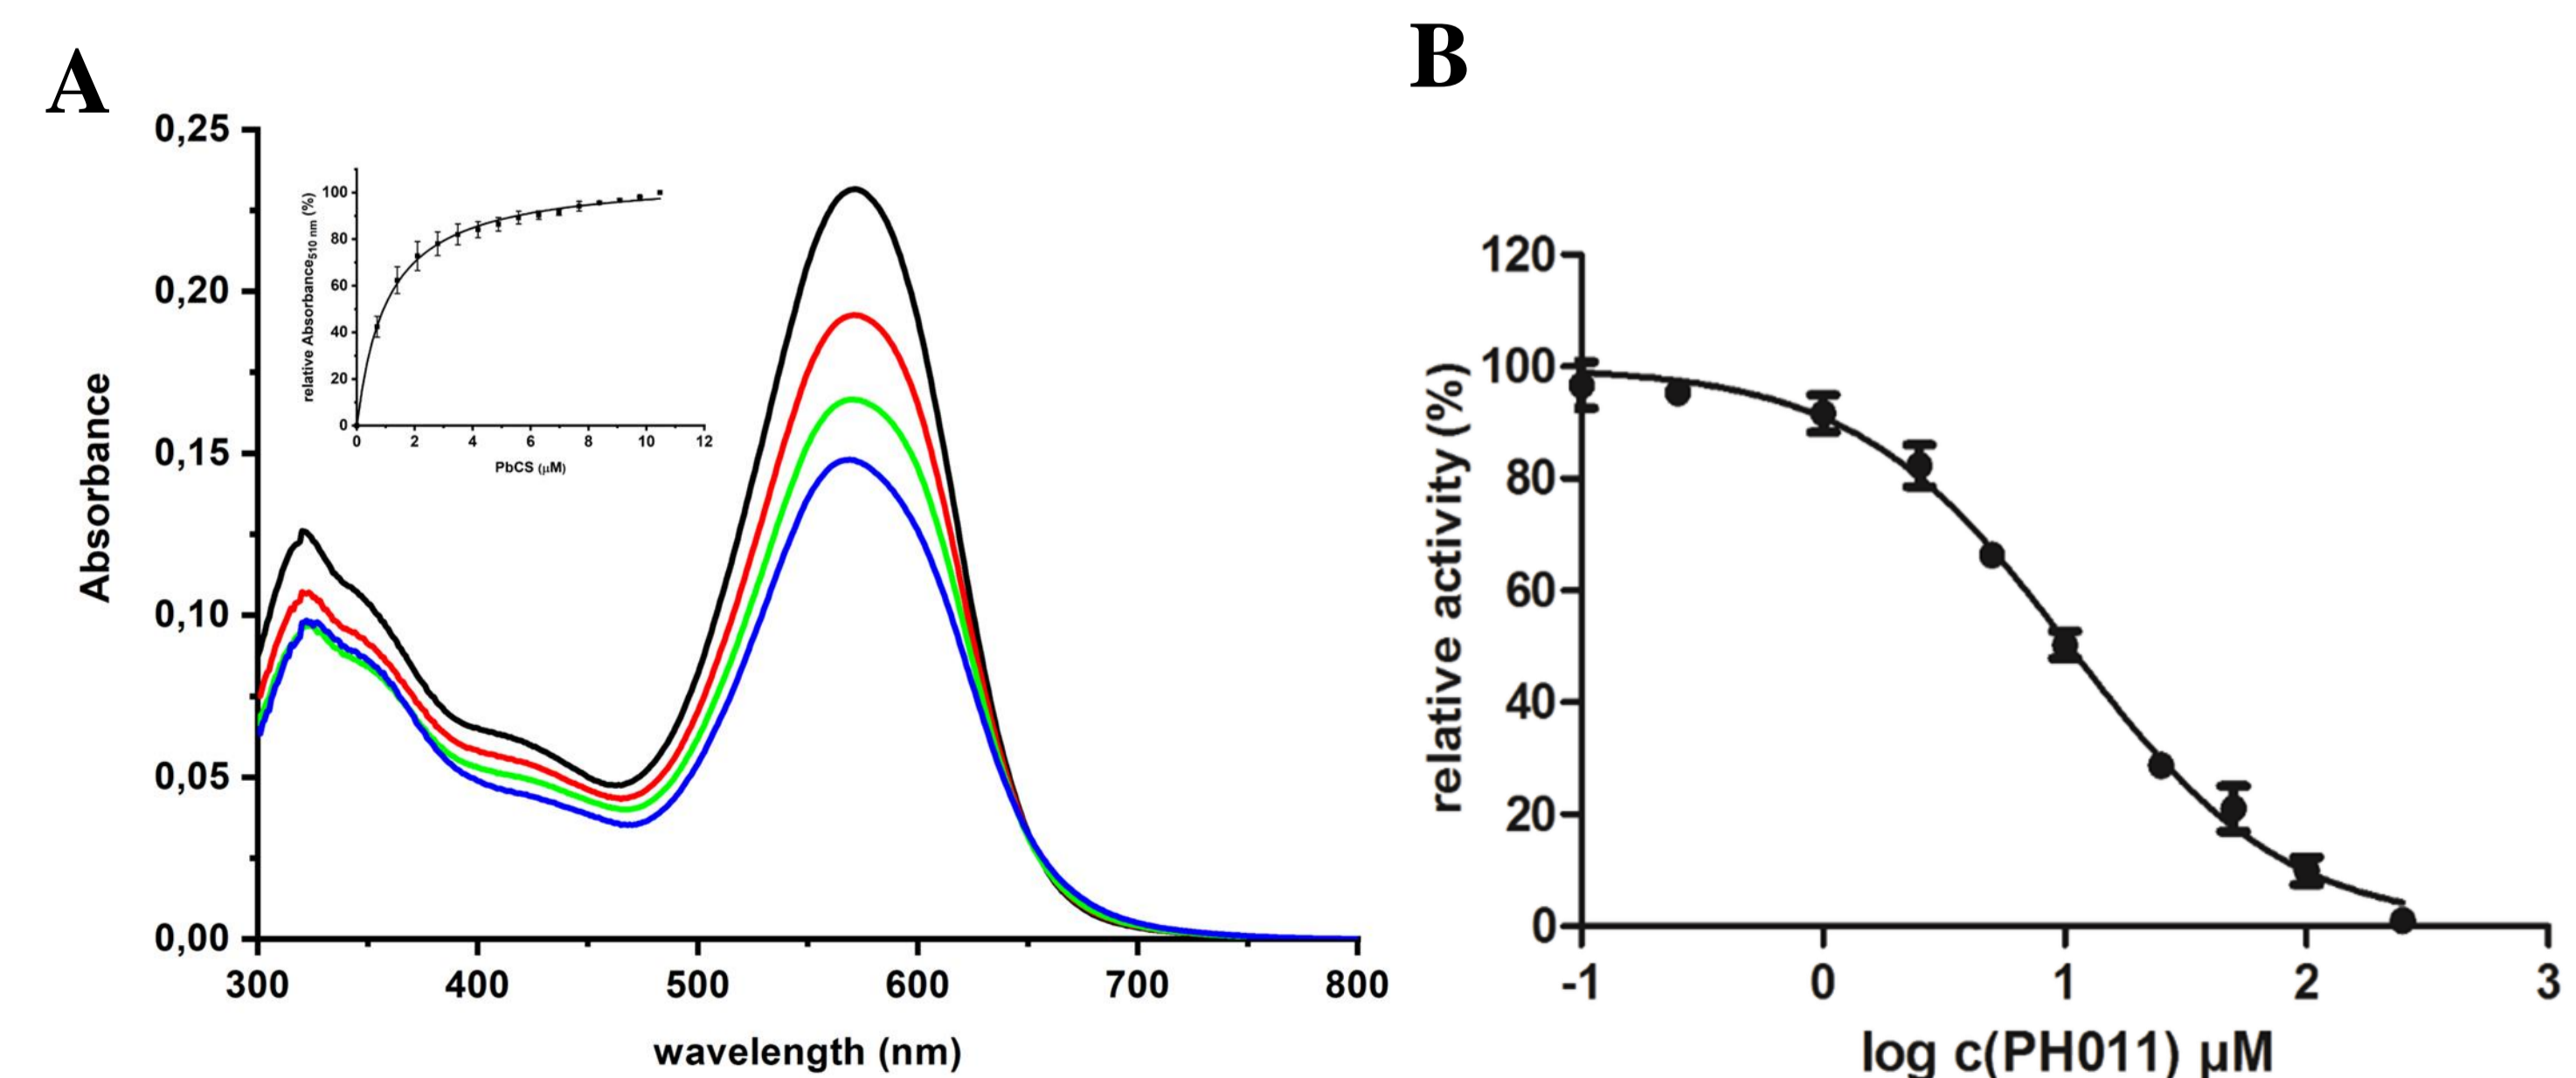 A
0,25
0,20
0,15
0,10
0,05
0,00
Absorbance
300 400 500 600 700 800
wavelength (nm)
relative Absorbance510 nm (%)
100
80
60
40
20
0
0 2 4 6 8 10 12
PbCS (μM)
B
120
100
80
60
40
20
0
relative activity (%)
-1 0 1 2 3
log c(PH011) μM